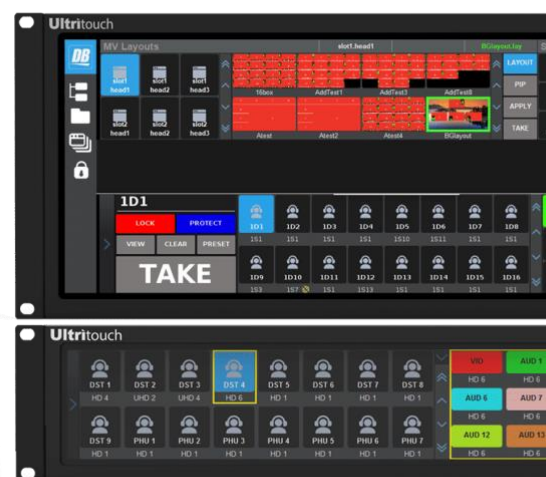 Ultritouch
DB
MV Layouts slot1.head1 BGlayout.lay
slot1 head1 slot1 head2 slot1 head3 16box AddTest1 AddTest3 AddTest8 LAYOUT
PIP
slot2 head1 slot2 head2 slot2 head3 Atest Atest2 Atest4 BGlayout APPLY
TAKE
1D1
LOCK PROTECT 1D1 1D2 1D3 1D4 1D5 1D6 1D7 1D8
VIEW CLEAR PRESET 1S1 1S1 1S1 1S1 1S10 1S11 1S1 1S1
TAKE 1D9 1D10 1D11 1D12 1D13 1D14 1D15 1D16
1S3 1S7 1S1 1S13 1S1 1S1 1S1 1S1
Ultritouch
VID AUD 1
DST 1 DST 2 DST 3 DST 4 DST 5 DST 6 DST 7 DST 8 HD 6 HD 6
HD 4 UHD 2 UHD 4 HD 6 HD 1 HD 1 HD 1 HD 1 AUD 6 AUD 7
HD 6 HD 6
DST 9 PHU 1 PHU 2 PHU 3 PHU 4 PHU 5 PHU 6 PHU 7 AUD 12 AUD 13
HD 1 HD 1 HD 1 HD 1 HD 1 HD 1 HD 1 HD 1 HD 6 HD 6